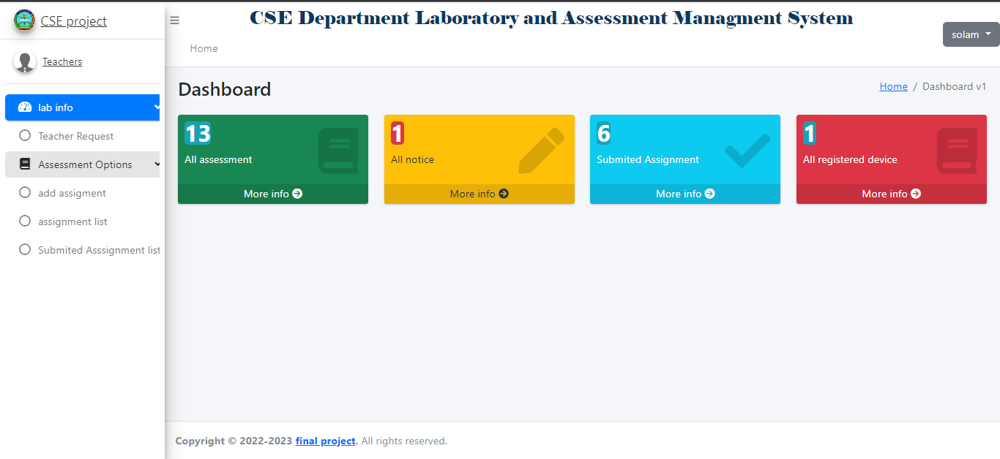 CSE project
CSE Department Laboratory and Assessment Managment System
solam
Home
Teachers
Dashboard
Home / Dashboard v1
lab info
Teacher Request
Assessment Options
add assigment
assignment list
Submited Asssignment list
13
All assessment
More info
1
All notice
More info
6
Submited Assignment
More info
1
All registered device
More info
Copyright © 2022-2023 final project. All rights reserved.